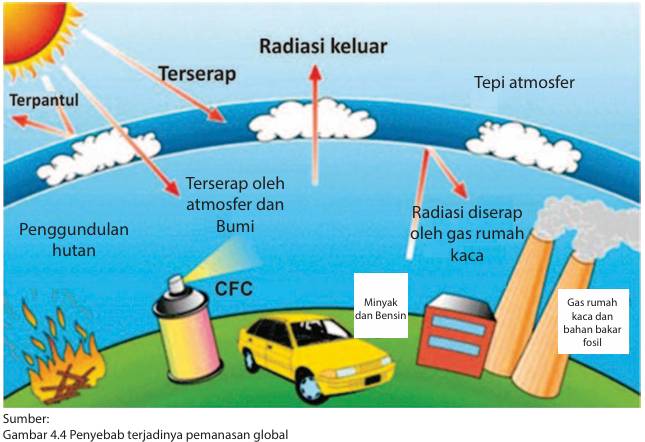 Radiasi keluar
Terserap
Tepi atmosfer
Terpantul
Terserap oleh
atmosfer dan
Bumi
Penggundulan
hutan
Radiasi diserap
oleh gas rumah
kaca
CFC
Minyak
dan Bensin
Gas rumah
kaca dan
bahan bakar
fosil
Sumber:
Gambar 4.4 Penyebab terjadinya pemanasan global